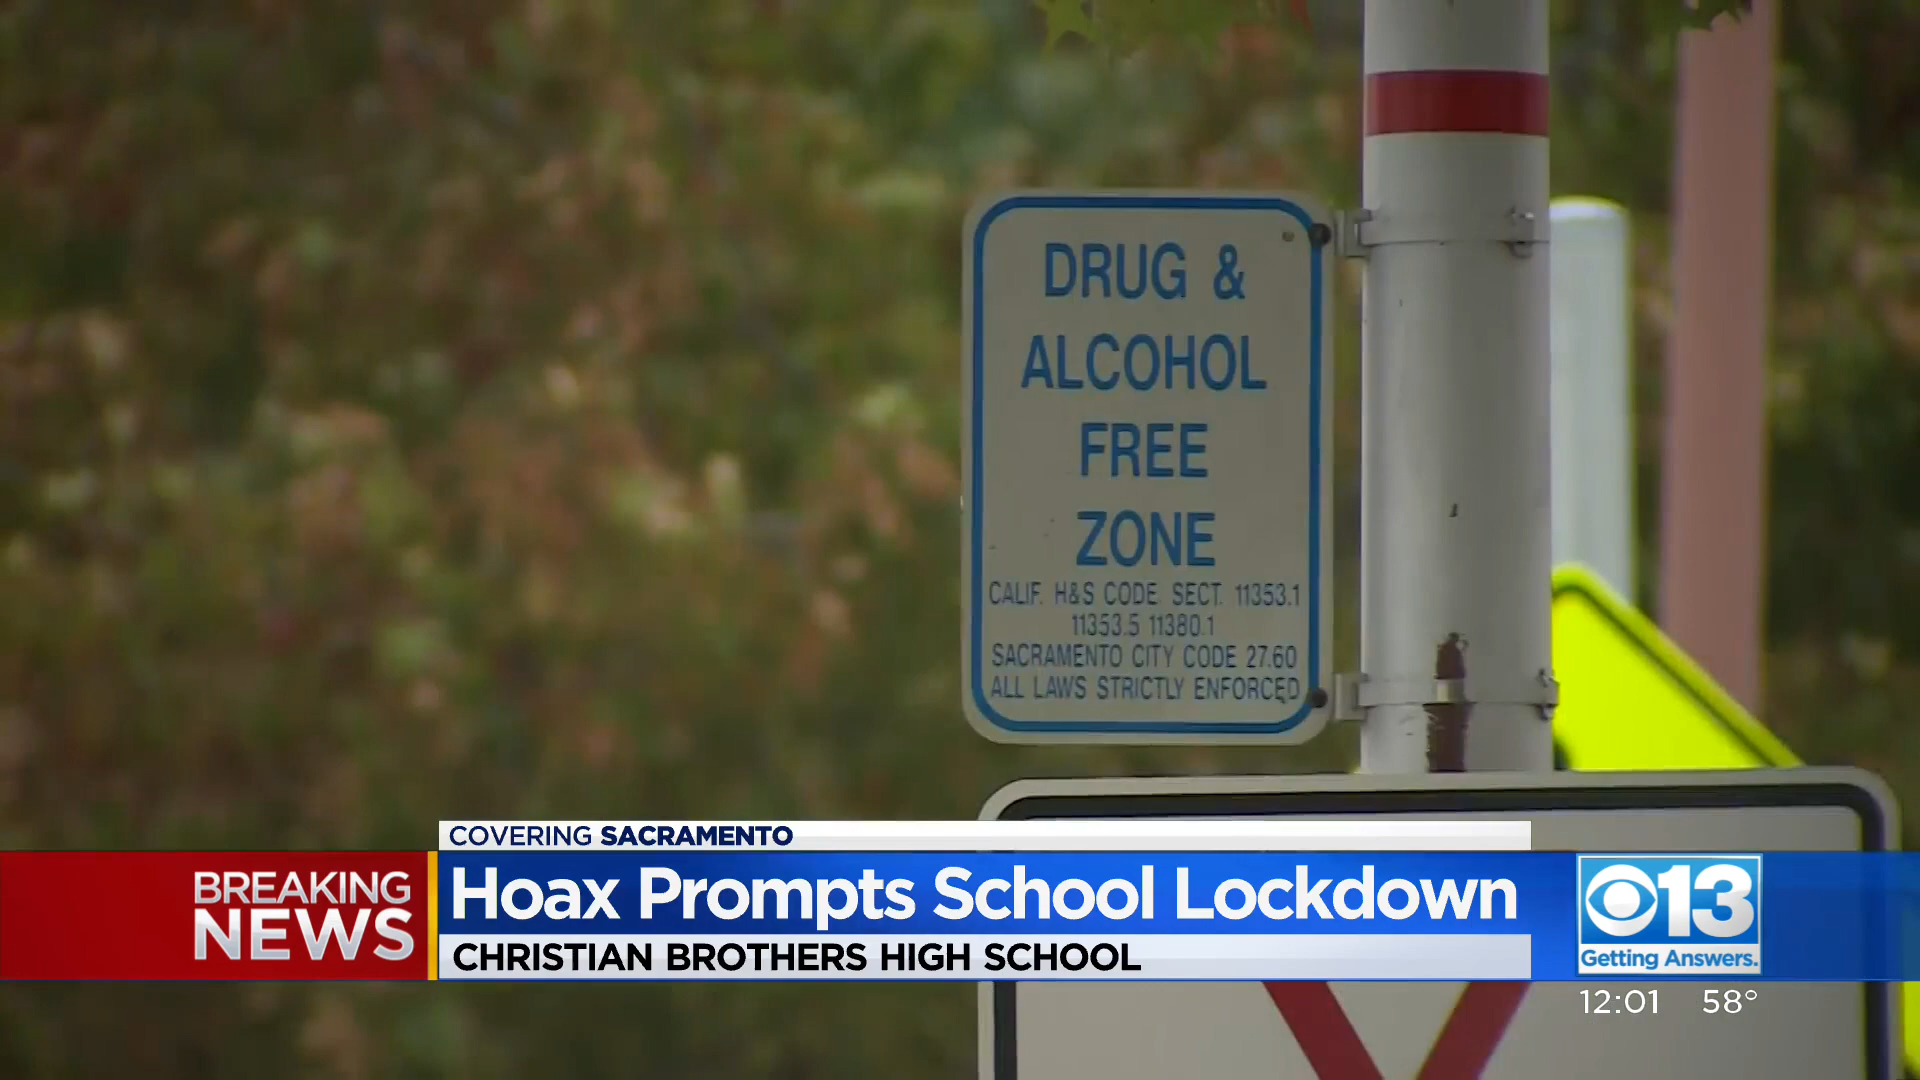 DRUG &
ALCOHOL
FREE
ZONE
CALIF. H&S CODE SECT. 11353.1
11353.5 11380.1
SACRAMENTO CITY CODE 27.60
ALL LAWS STRICTLY ENFORCED
COVERING SACRAMENTO
BREAKING
NEWS
Hoax Prompts School Lockdown
CHRISTIAN BROTHERS HIGH SCHOOL
13
Getting Answers.
12:01 58°